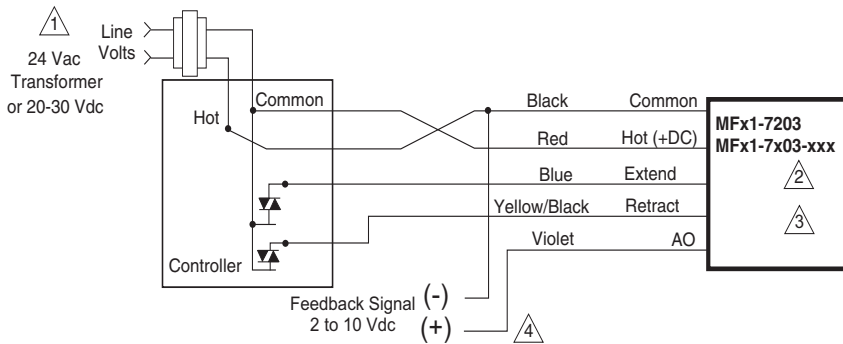 1
Line
Volts
24 Vac
Transformer
or 20-30 Vdc
Hot
Common
Controller
Black
Common
Red
Hot (+DC)
Blue
Extend
Yellow/Black
Retract
Violet
AO
MFx1-7203
MFx1-7x03-xxx
2
3
Feedback Signal
2 to 10 Vdc
(-)
(+)
4